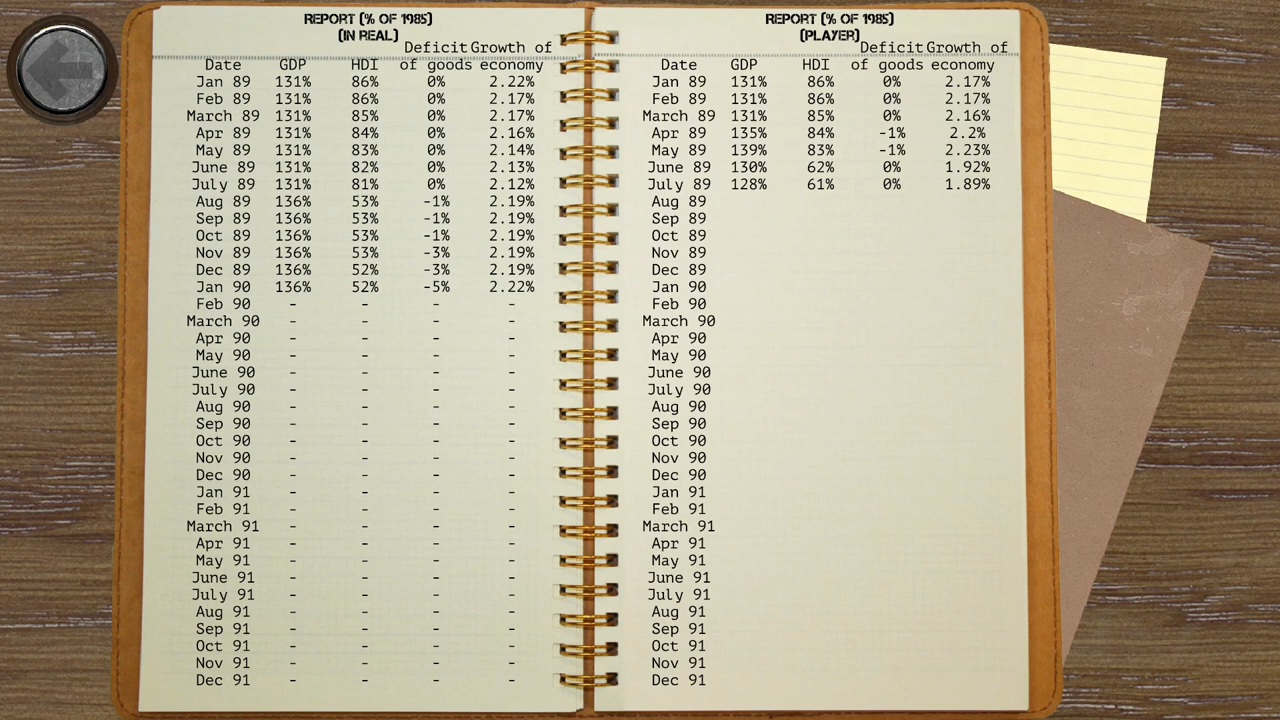 REPORT (% OF 1985)
(IN REAL)
Date GDP HDI Deficit of goods Growth of economy
Jan 89 131% 86% 0% 2.22%
Feb 89 131% 86% 0% 2.17%
March 89 131% 85% 0% 2.17%
Apr 89 131% 84% 0% 2.16%
May 89 131% 83% 0% 2.14%
June 89 131% 82% 0% 2.13%
July 89 131% 81% 0% 2.12%
Aug 89 136% 53% -1% 2.19%
Sep 89 136% 53% -1% 2.19%
Oct 89 136% 53% -1% 2.19%
Nov 89 136% 53% -3% 2.19%
Dec 89 136% 52% -3% 2.19%
Jan 90 136% 52% -5% 2.22%
Feb 90 - - - -
March 90 - - - -
Apr 90 - - - -
May 90 - - - -
June 90 - - - -
July 90 - - - -
Aug 90 - - - -
Sep 90 - - - -
Oct 90 - - - -
Nov 90 - - - -
Dec 90 - - - -
Jan 91 - - - -
Feb 91 - - - -
March 91 - - - -
Apr 91 - - - -
May 91 - - - -
June 91 - - - -
July 91 - - - -
Aug 91 - - - -
Sep 91 - - - -
Oct 91 - - - -
Nov 91 - - - -
Dec 91 - - - -
REPORT (% OF 1985)
(PLAYER)
Date GDP HDI Deficit of goods Growth of economy
Jan 89 131% 86% 0% 2.17%
Feb 89 131% 86% 0% 2.17%
March 89 131% 85% 0% 2.16%
Apr 89 135% 84% -1% 2.2%
May 89 139% 83% -1% 2.23%
June 89 130% 62% 0% 1.92%
July 89 128% 61% 0% 1.89%
Aug 89
Sep 89
Oct 89
Nov 89
Dec 89
Jan 90
Feb 90
March 90
Apr 90
May 90
June 90
July 90
Aug 90
Sep 90
Oct 90
Nov 90
Dec 90
Jan 91
Feb 91
March 91
Apr 91
May 91
June 91
July 91
Aug 91
Sep 91
Oct 91
Nov 91
Dec 91